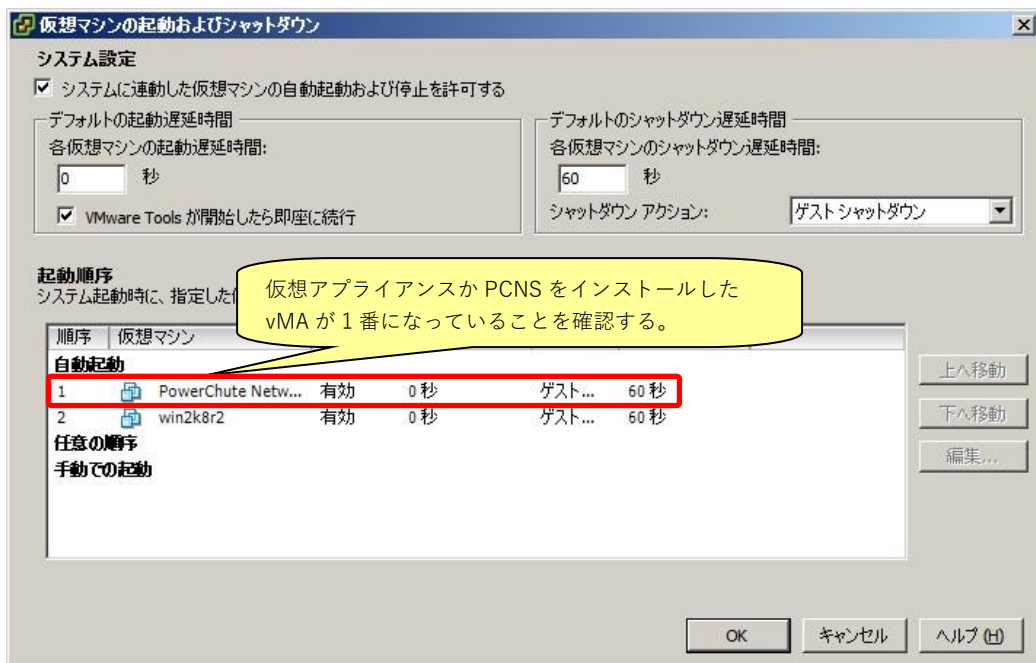 仮想マシンの起動およびシャットダウン
システム設定
システムに連動した仮想マシンの自動起動および停止を許可する
デフォルトの起動遅延時間
各仮想マシンの起動遅延時間:
0 秒
VMware Tools が開始したら即座に続行
デフォルトのシャットダウン遅延時間
各仮想マシンのシャットダウン遅延時間:
60 秒
シャットダウン アクション: ゲスト シャットダウン
起動順序
システム起動時に、指定した
仮想アプライアンスか PCNS をインストールした
vMA が 1 番になっていることを確認する。
順序 仮想マシン
自動起動
1 PowerChute Netw... 有効 0 秒 ゲスト... 60 秒
2 win2k8r2 有効 0 秒 ゲスト... 60 秒
任意の順序
手動での起動
上へ移動
下へ移動
編集...
OK キャンセル ヘルプ (H)